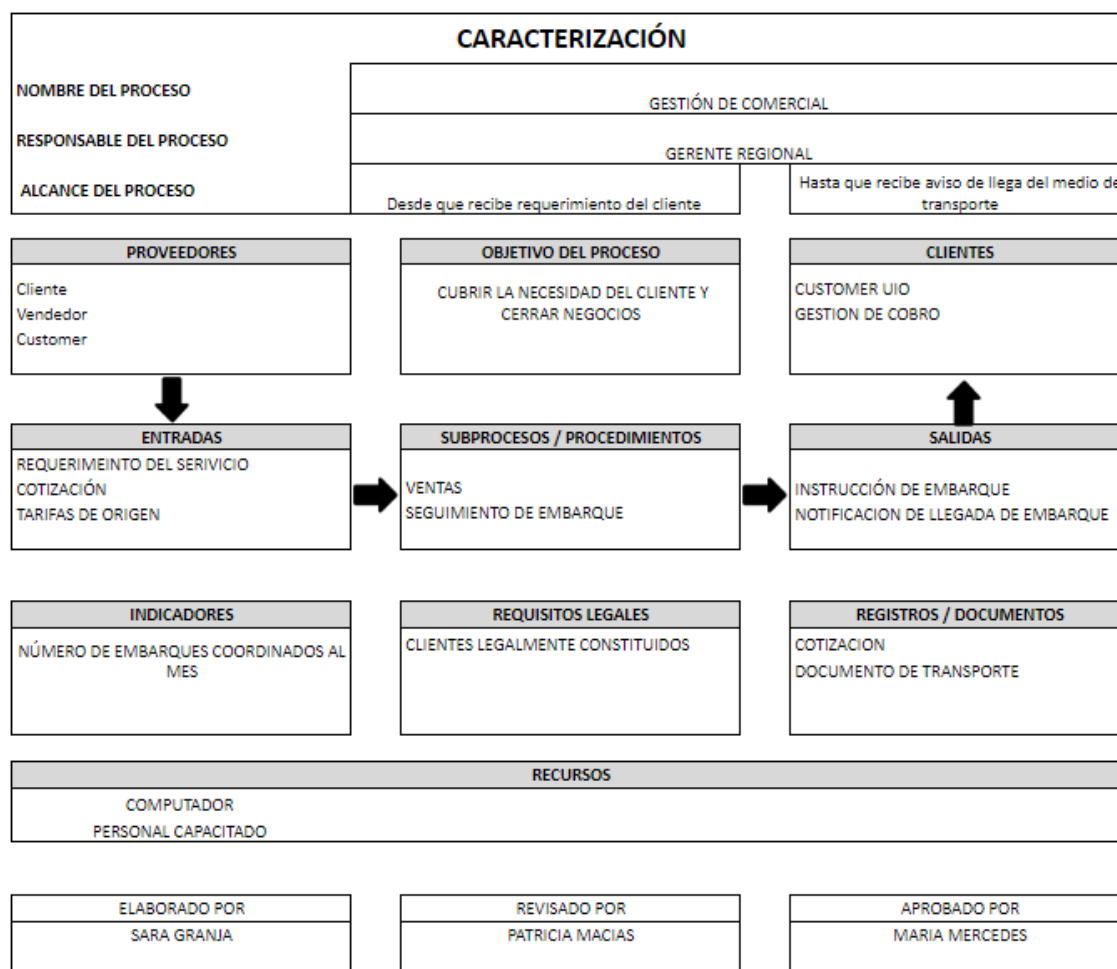 CARACTERIZACIÓN
NOMBRE DEL PROCESO
GESTIÓN DE COMERCIAL
RESPONSABLE DEL PROCESO
GERENTE REGIONAL
ALCANCE DEL PROCESO
Desde que recibe requerimiento del cliente
Hasta que recibe aviso de llega del medio de
transporte
PROVEEDORES
Cliente
Vendedor
Customer
OBJETIVO DEL PROCESO
CUBRIR LA NECESIDAD DEL CLIENTE Y
CERRAR NEGOCIOS
CLIENTES
CUSTOMER UIO
GESTION DE COBRO
ENTRADAS
REQUERIMEINTO DEL SERIVICIO
COTIZACIÓN
TARIFAS DE ORIGEN
SUBPROCESOS / PROCEDIMIENTOS
VENTAS
SEGUIMIENTO DE EMBARQUE
SALIDAS
INSTRUCCIÓN DE EMBARQUE
NOTIFICACION DE LLEGADA DE EMBARQUE
INDICADORES
NÚMERO DE EMBARQUES COORDINADOS AL
MES
REQUISITOS LEGALES
CLIENTES LEGALMENTE CONSTITUIDOS
REGISTROS / DOCUMENTOS
COTIZACION
DOCUMENTO DE TRANSPORTE
RECURSOS
COMPUTADOR
PERSONAL CAPACITADO
ELABORADO POR
SARA GRANJA
REVISADO POR
PATRICIA MACIAS
APROBADO POR
MARIA MERCEDES